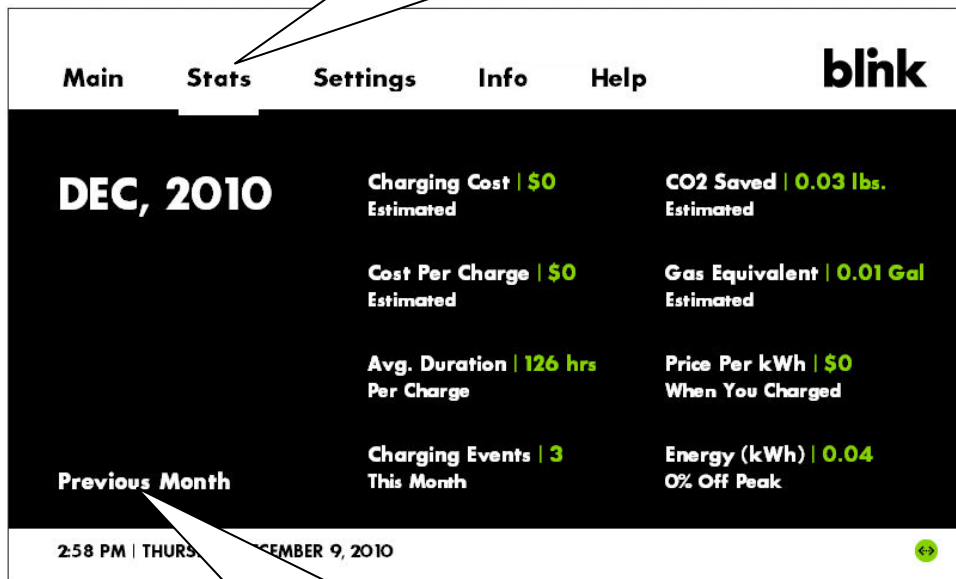 Main Stats Settings Info Help blink
DEC, 2010
Charging Cost | $0
Estimated
CO2 Saved | 0.03 lbs.
Estimated
Cost Per Charge | $0
Estimated
Gas Equivalent | 0.01 Gal
Estimated
Avg. Duration | 126 hrs
Per Charge
Price Per kWh | $0
When You Charged
Charging Events | 3
This Month
Energy (kWh) | 0.04
0% Off Peak
Previous Month
2:58 PM | THURS EMBER 9, 2010